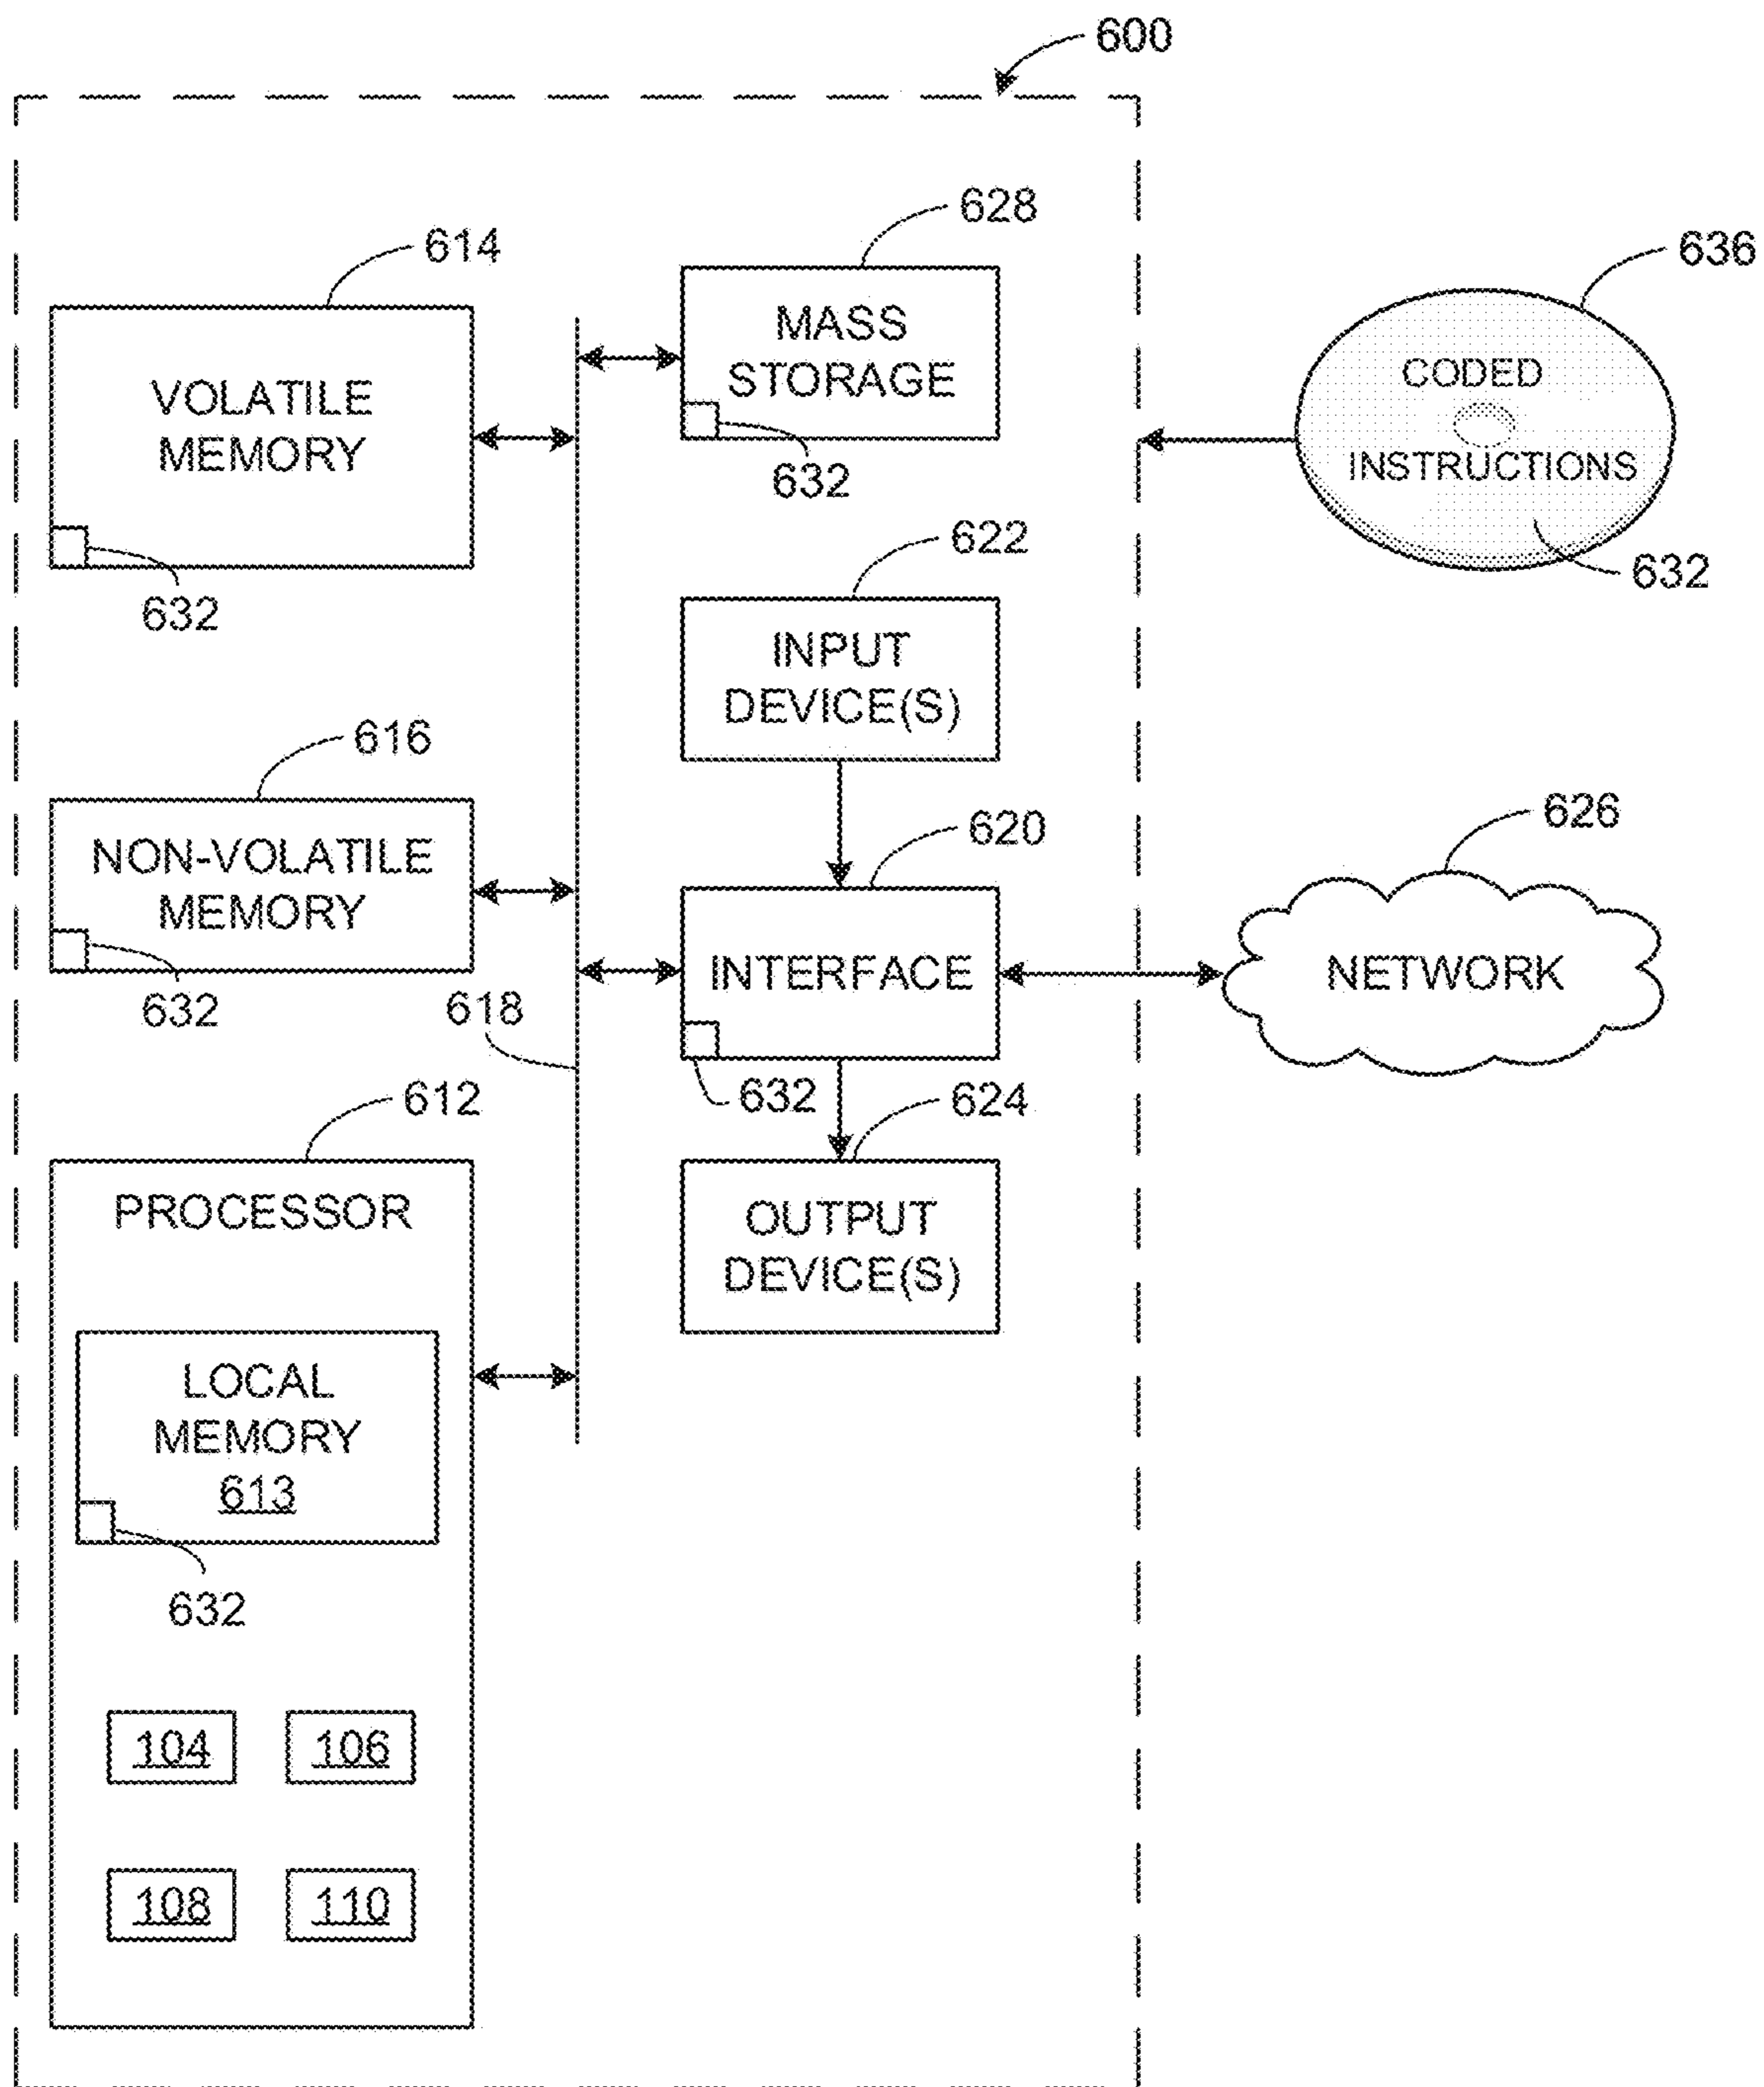 600
628
614
636
MASS
STORAGE
VOLATILE
MEMORY
CODED
INSTRUCTIONS
632
632
632
622
INPUT
DEVICE(S)
616
620
626
NON-VOLATILE
MEMORY
INTERFACE
NETWORK
632
618
632
624
612
PROCESSOR
OUTPUT
DEVICE(S)
LOCAL
MEMORY
613
632
104 106
108 110